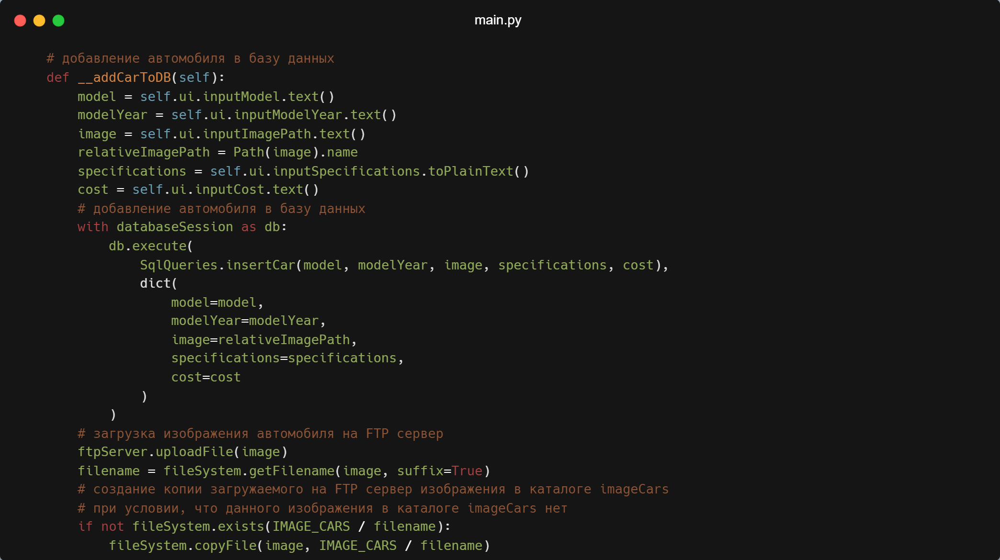 main.py
# добавление автомобиля в базу данных
def __addCarToDB(self):
    model = self.ui.inputModel.text()
    modelYear = self.ui.inputModelYear.text()
    image = self.ui.inputImagePath.text()
    relativeImagePath = Path(image).name
    specifications = self.ui.inputSpecifications.toPlainText()
    cost = self.ui.inputCost.text()
    # добавление автомобиля в базу данных
    with databaseSession as db:
        db.execute(
            SqlQueries.insertCar(model, modelYear, image, specifications, cost),
            dict(
                model=model,
                modelYear=modelYear,
                image=relativeImagePath,
                specifications=specifications,
                cost=cost
            )
        )
    # загрузка изображения автомобиля на FTP сервер
    ftpServer.uploadFile(image)
    filename = fileSystem.getFilename(image, suffix=True)
    # создание копии загружаемого на FTP сервер изображения в каталоге imageCars
    # при условии, что данного изображения в каталоге imageCars нет
    if not fileSystem.exists(IMAGE_CARS / filename):
        fileSystem.copyFile(image, IMAGE_CARS / filename)